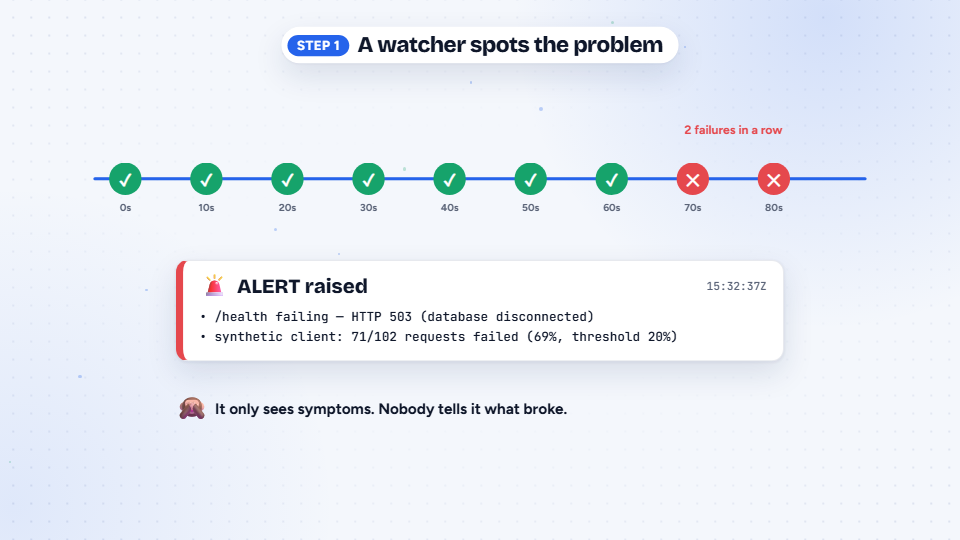 STEP 1 A watcher spots the problem
2 failures in a row
0s 10s 20s 30s 40s 50s 60s 70s 80s
ALERT raised 15:32:37Z
• /health failing — HTTP 503 (database disconnected)
• synthetic client: 71/102 requests failed (69%, threshold 20%)
It only sees symptoms. Nobody tells it what broke.